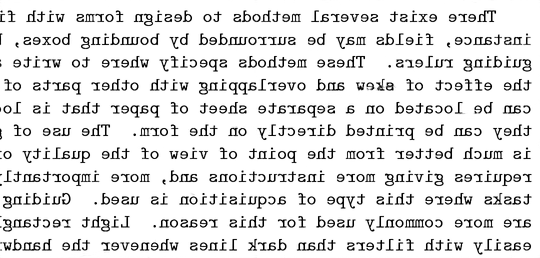 There exist several methods to design forms with fi
instance, fields may be surrounded by bounding boxes,
guiding rulers. These methods specify where to write
the effect of skew and overlapping with other parts of
can be located on a separate sheet of paper that is loc
they can be printed directly on the form. The use of
is much better from the point of view of the quality o
requires giving more instructions and, more importantl
tasks where this type of acquisition is used. Guiding
are more commonly used for this reason. Light rectangl
easily with filters than dark lines whenever the handw